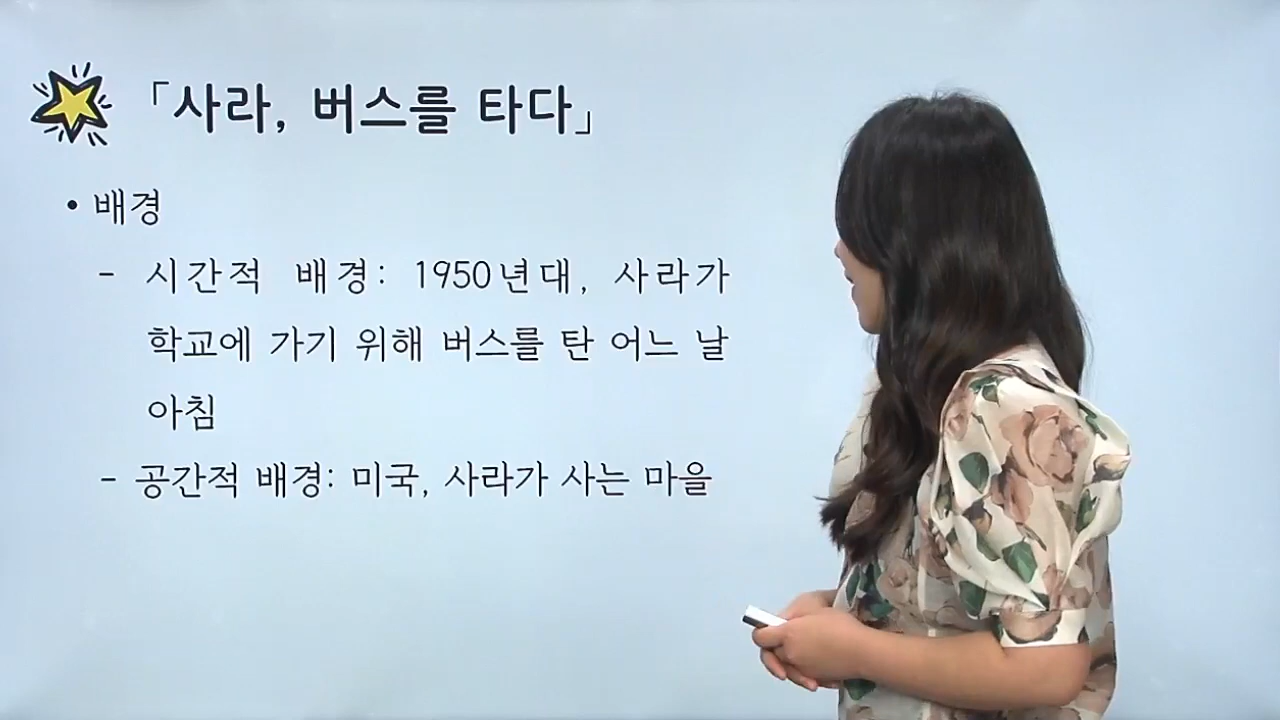 「사라, 버스를 타다」
• 배경
- 시간적 배경: 1950년대, 사라가
학교에 가기 위해 버스를 탄 어느 날
아침
- 공간적 배경: 미국, 사라가 사는 마을